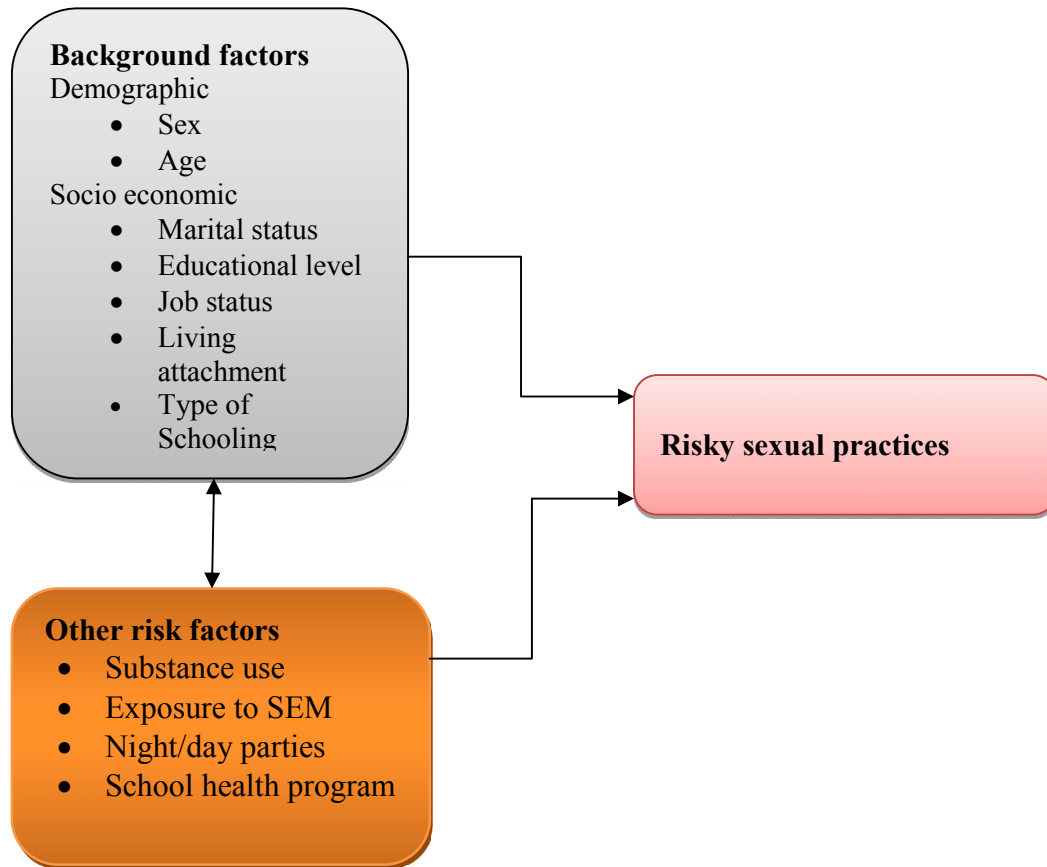 Background factors
Demographic
• Sex
• Age
Socio economic
• Marital status
• Educational level
• Job status
• Living
attachment
• Type of
Schooling
Risky sexual practices
Other risk factors
• Substance use
• Exposure to SEM
• Night/day parties
• School health program